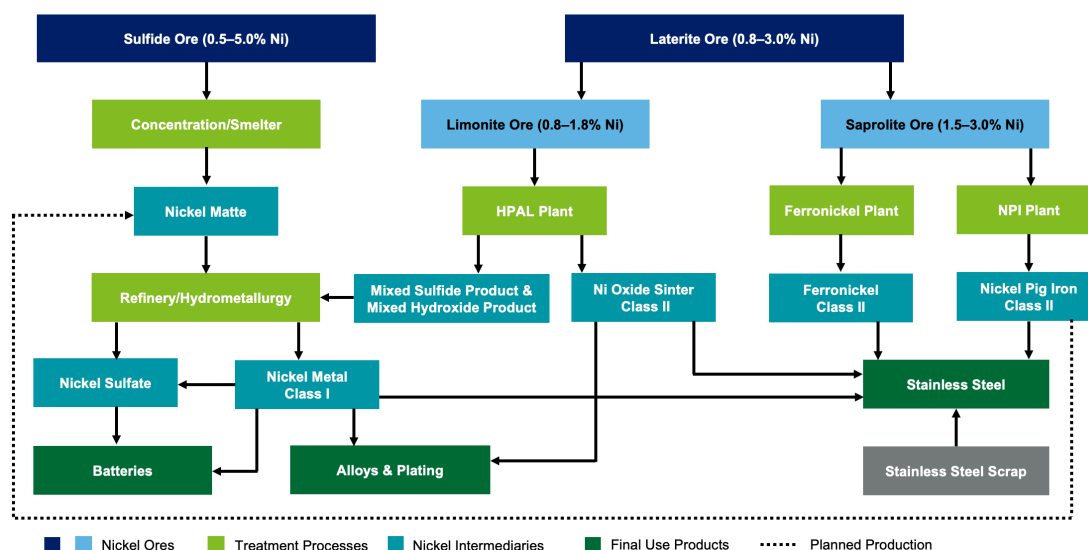 Sulfide Ore (0.5–5.0% Ni)
Laterite Ore (0.8–3.0% Ni)
Concentration/Smelter
Limonite Ore (0.8–1.8% Ni)
Saprolite Ore (1.5–3.0% Ni)
Nickel Matte
HPAL Plant
Ferronickel Plant
NPI Plant
Refinery/Hydrometallurgy
Mixed Sulfide Product &
Mixed Hydroxide Product
Ni Oxide Sinter
Class II
Ferronickel
Class II
Nickel Pig Iron
Class II
Nickel Sulfate
Nickel Metal
Class I
Stainless Steel
Batteries
Alloys & Plating
Stainless Steel Scrap
Nickel Ores
Treatment Processes
Nickel Intermediaries
Final Use Products
Planned Production